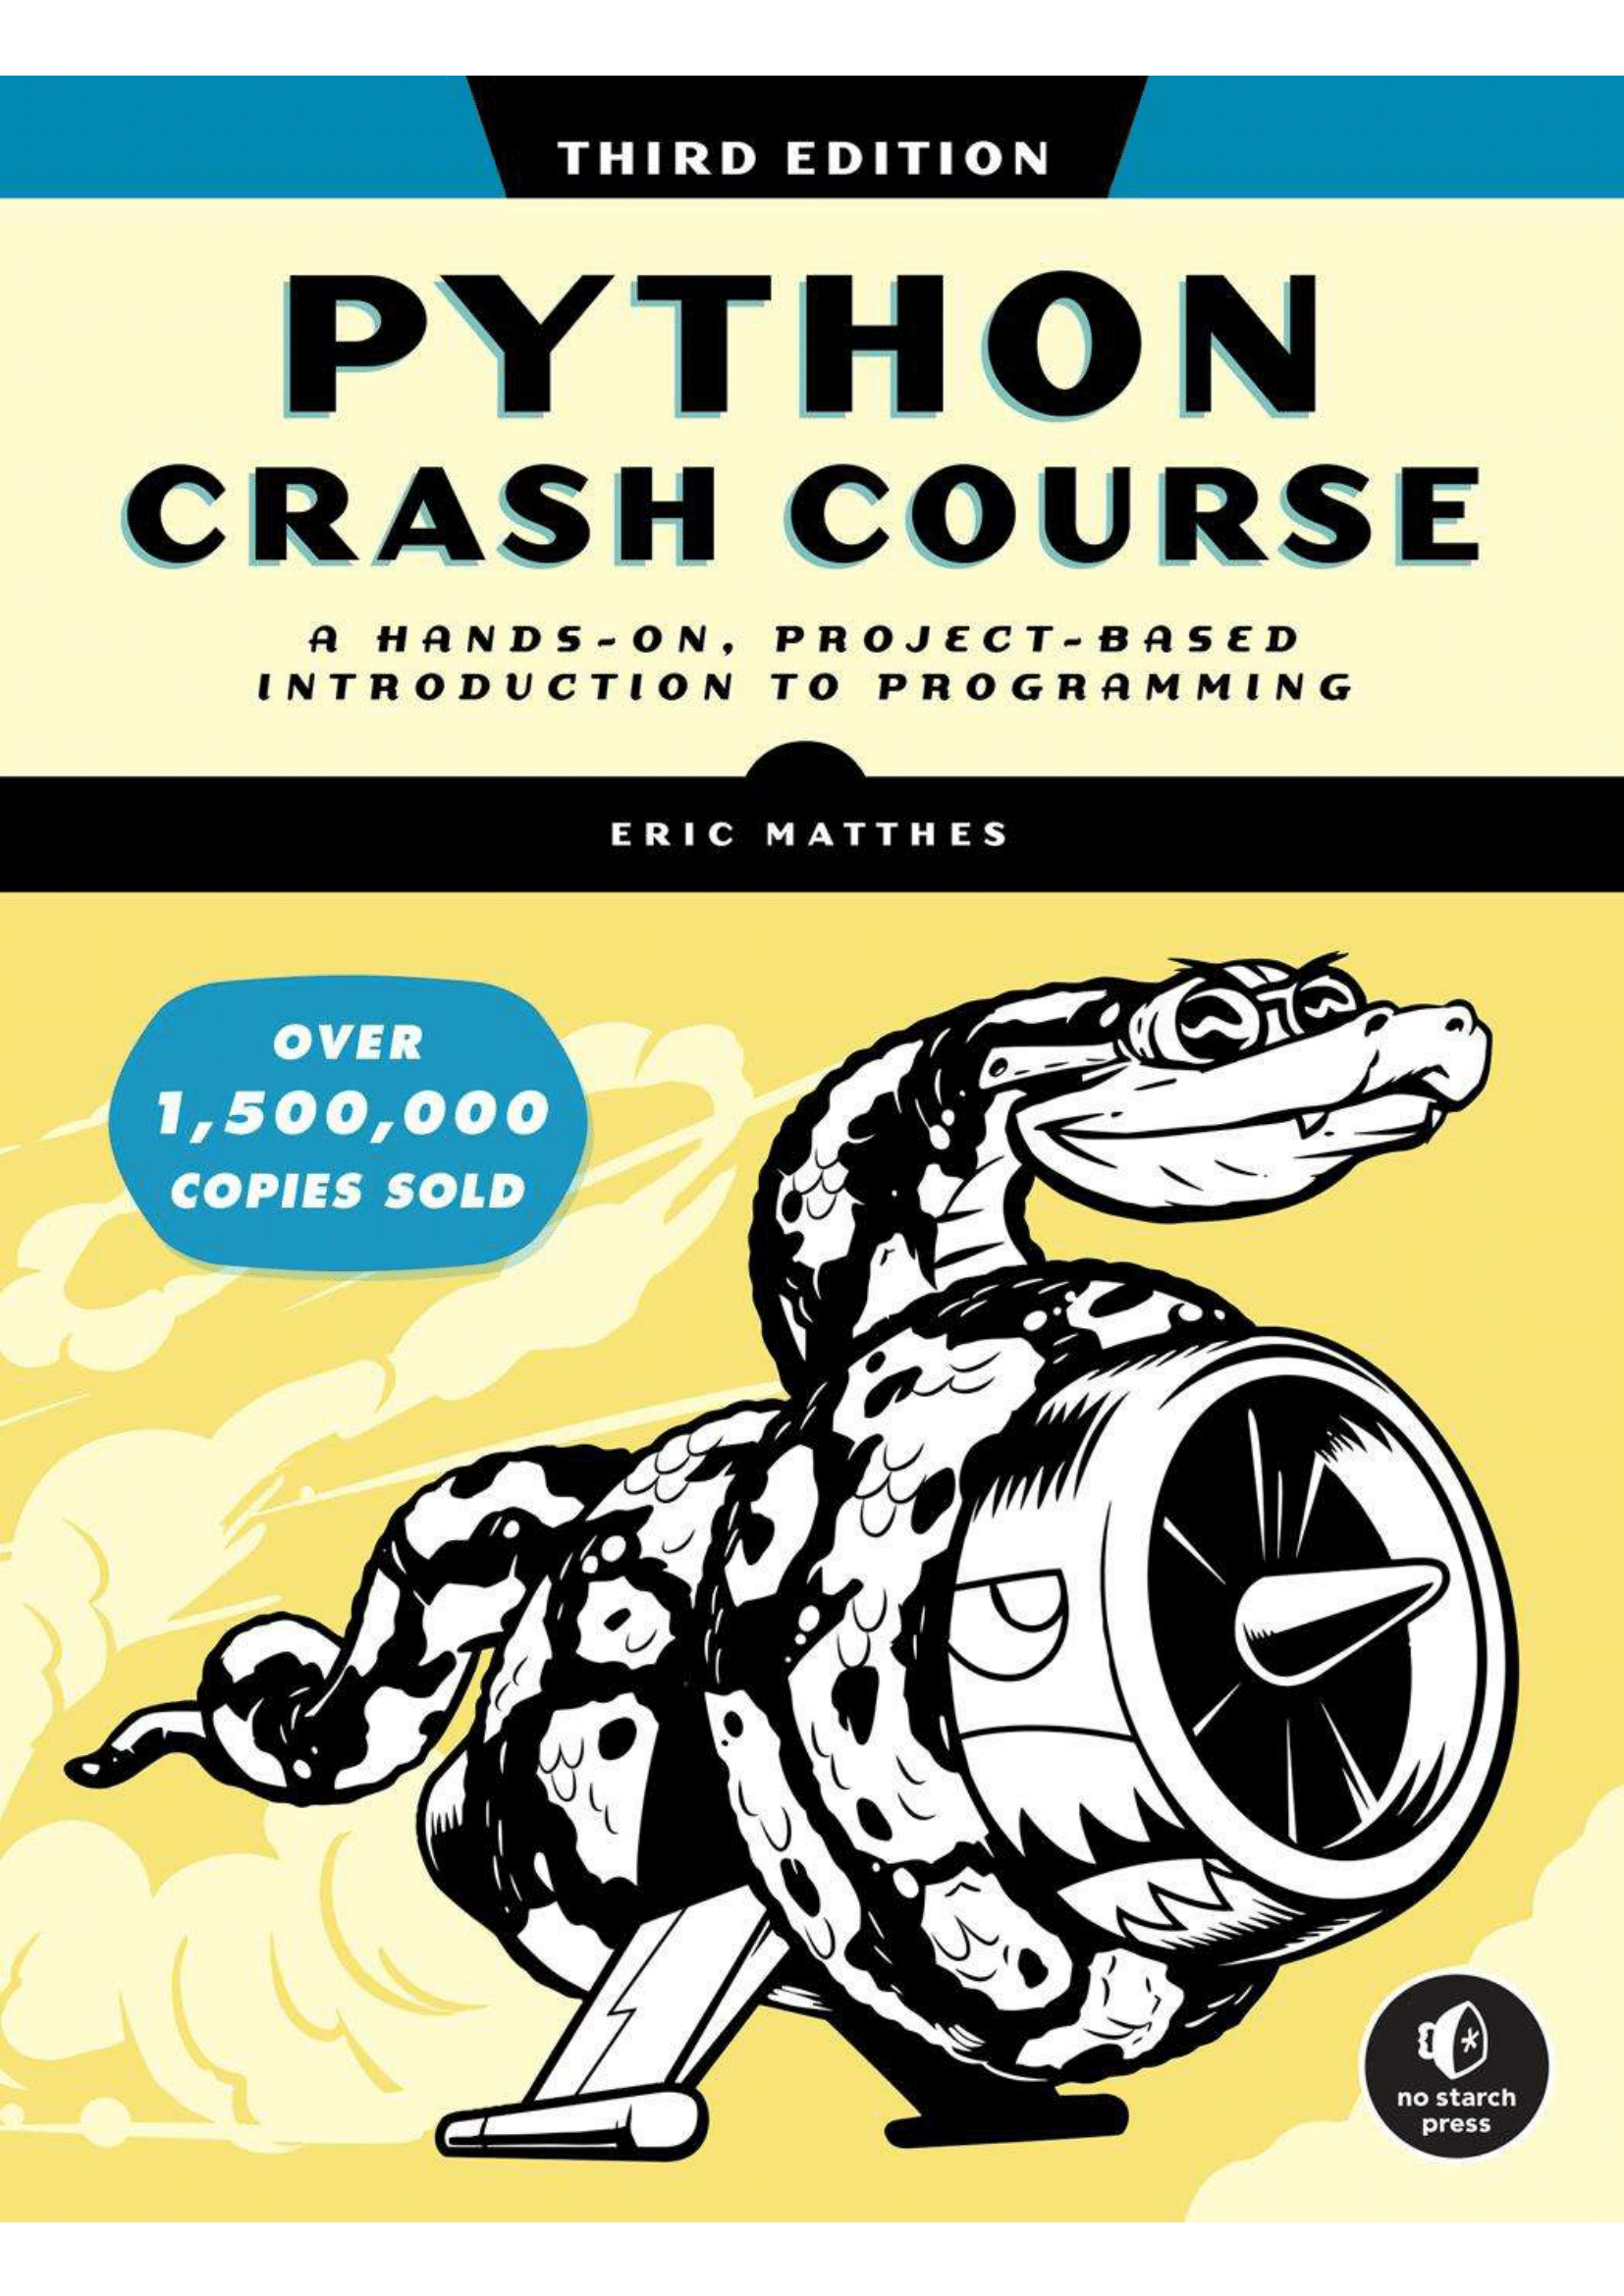 THIRD EDITION
PYTHON
CRASH COURSE
A HANDS-ON, PROJECT-BASED
INTRODUCTION TO PROGRAMMING
ERIC MATTHES
OVER
1,500,000
COPIES SOLD
no starch
press